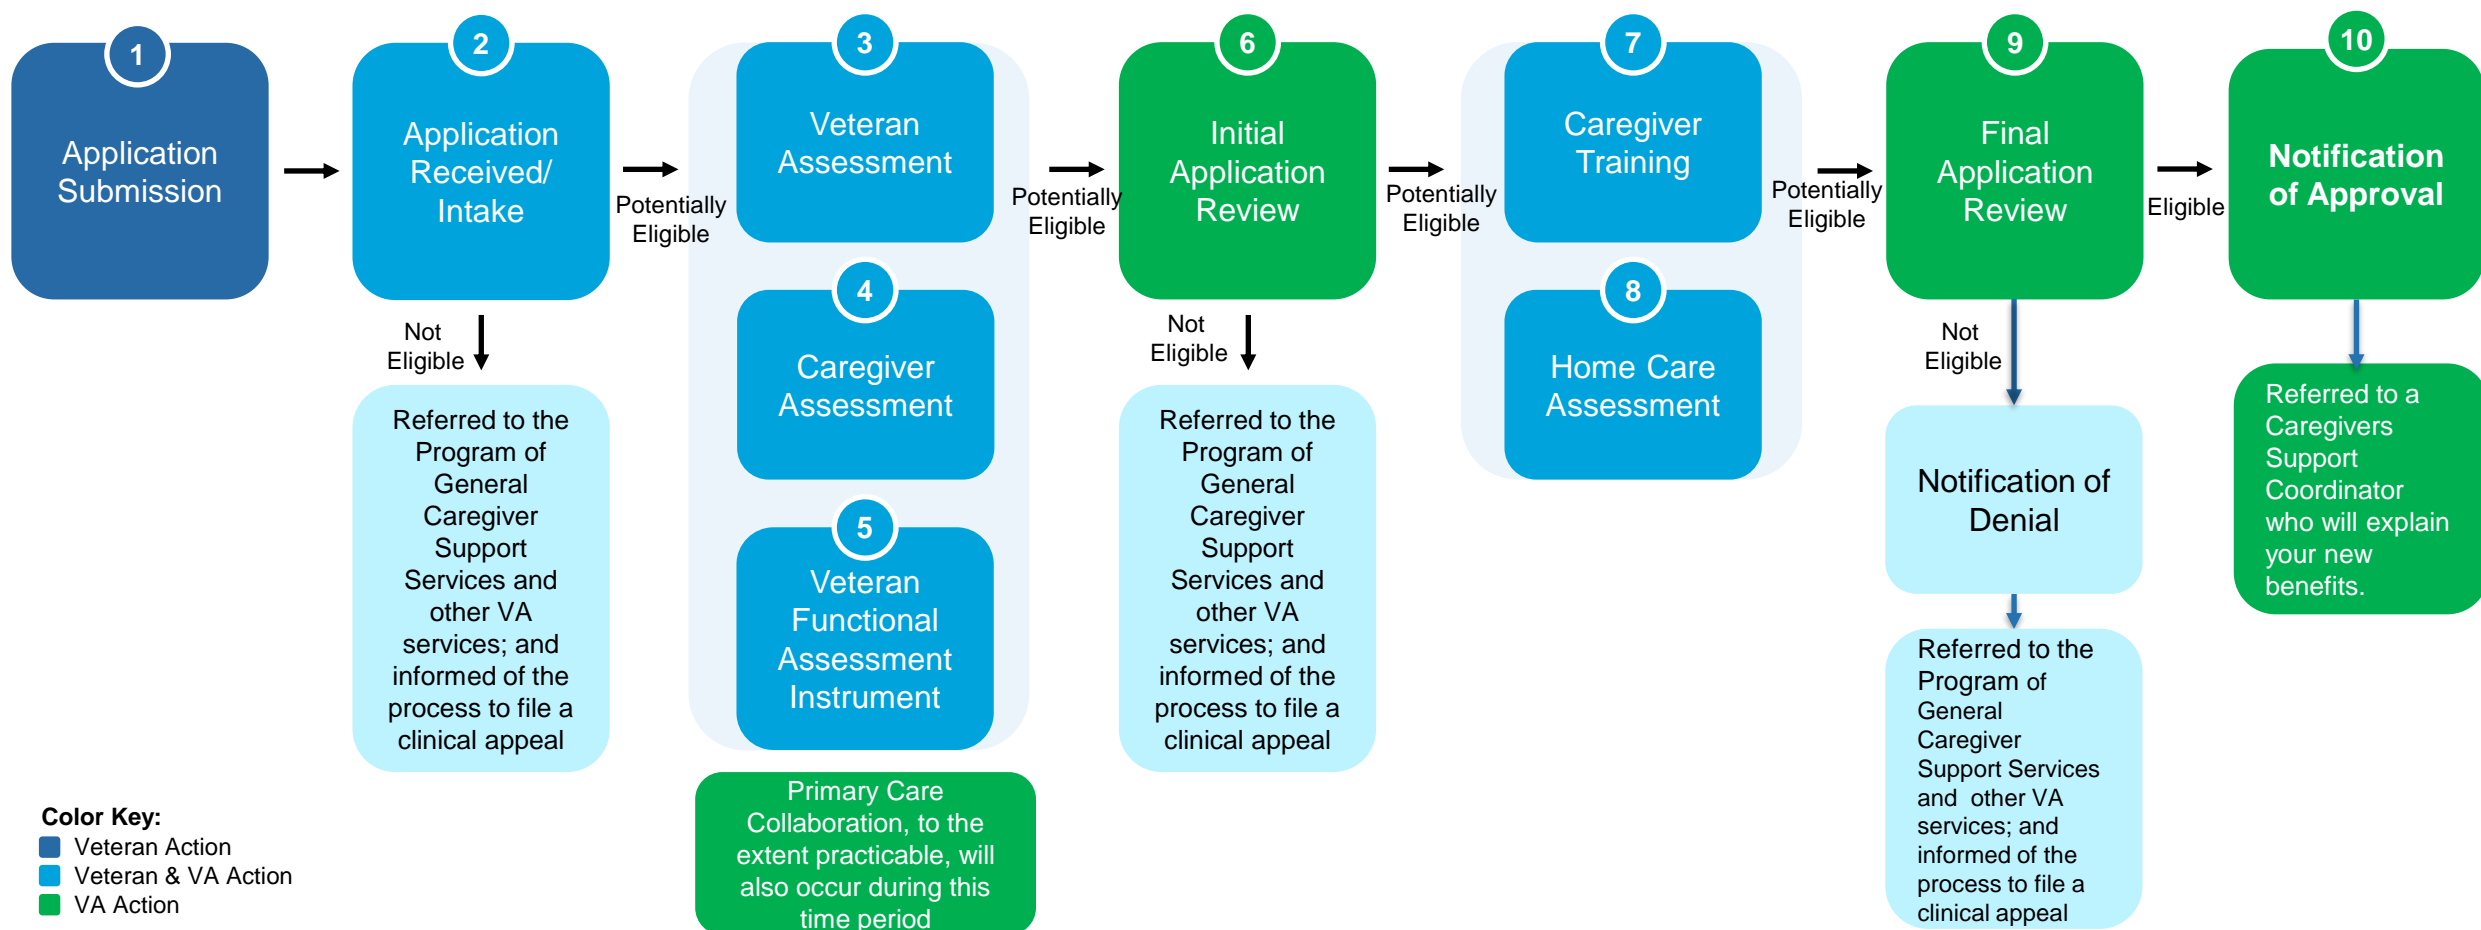 1
Application
Submission
2
Application
Received/
Intake
Potentially
Eligible
Not
Eligible
Referred to the
Program of
General
Caregiver
Support
Services and
other VA
services; and
informed of the
process to file a
clinical appeal
3
Veteran
Assessment
4
Caregiver
Assessment
5
Veteran
Functional
Assessment
Instrument
Primary Care
Collaboration, to the
extent practicable, will
also occur during this
time period
Potentially
Eligible
6
Initial
Application
Review
Not
Eligible
Referred to the
Program of
General
Caregiver
Support
Services and
other VA
services; and
informed of the
process to file a
clinical appeal
Potentially
Eligible
7
Caregiver
Training
8
Home Care
Assessment
Potentially
Eligible
9
Final
Application
Review
Not
Eligible
Notification of
Denial
Referred to the
Program of
General
Caregiver
Support Services
and other VA
services; and
informed of the
process to file a
clinical appeal
Eligible
10
Notification
of Approval
Referred to a
Caregivers
Support
Coordinator
who will explain
your new
benefits.
Color Key:
Veteran Action
Veteran & VA Action
VA Action